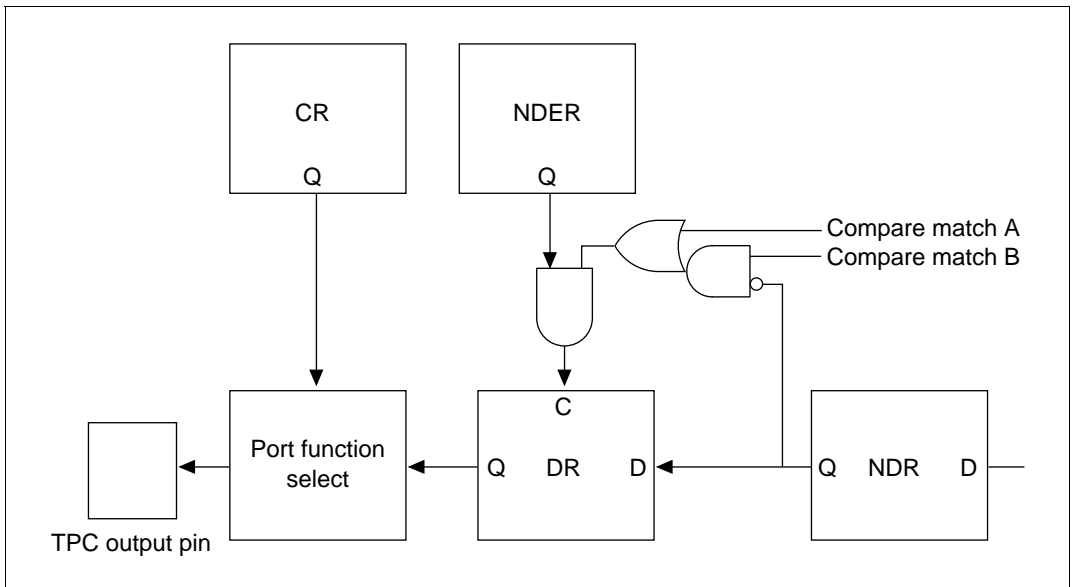 CR
Q
NDER
Q
Compare match A
Compare match B
C
Port function
select
Q DR D
Q NDR D
TPC output pin